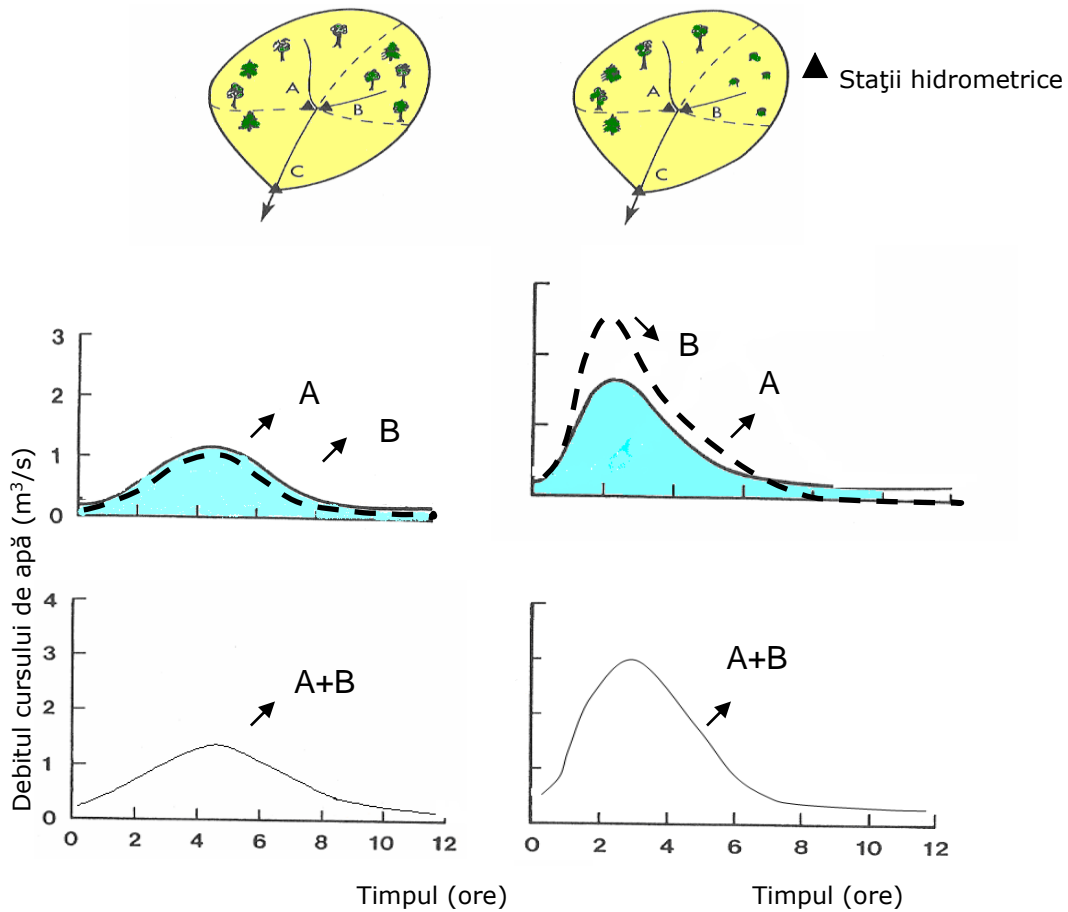 A
B
C
A
B
C
Staţii hidrometrice
Debitul cursului de apă (m³/s)
3
2
1
0
A
B
B
A
4
3
2
1
0
A+B
0 2 4 6 8 10 12
A+B
0 2 4 6 8 10 12
Timpul (ore)
Timpul (ore)